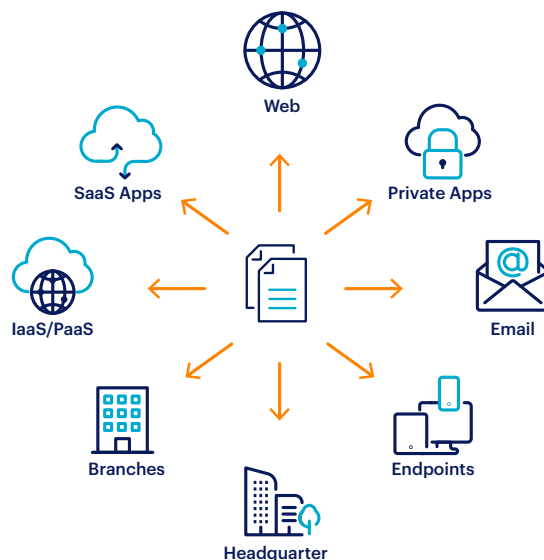 Web
SaaS Apps
Private Apps
IaaS/PaaS
@
Email
Branches
Endpoints
Headquarter